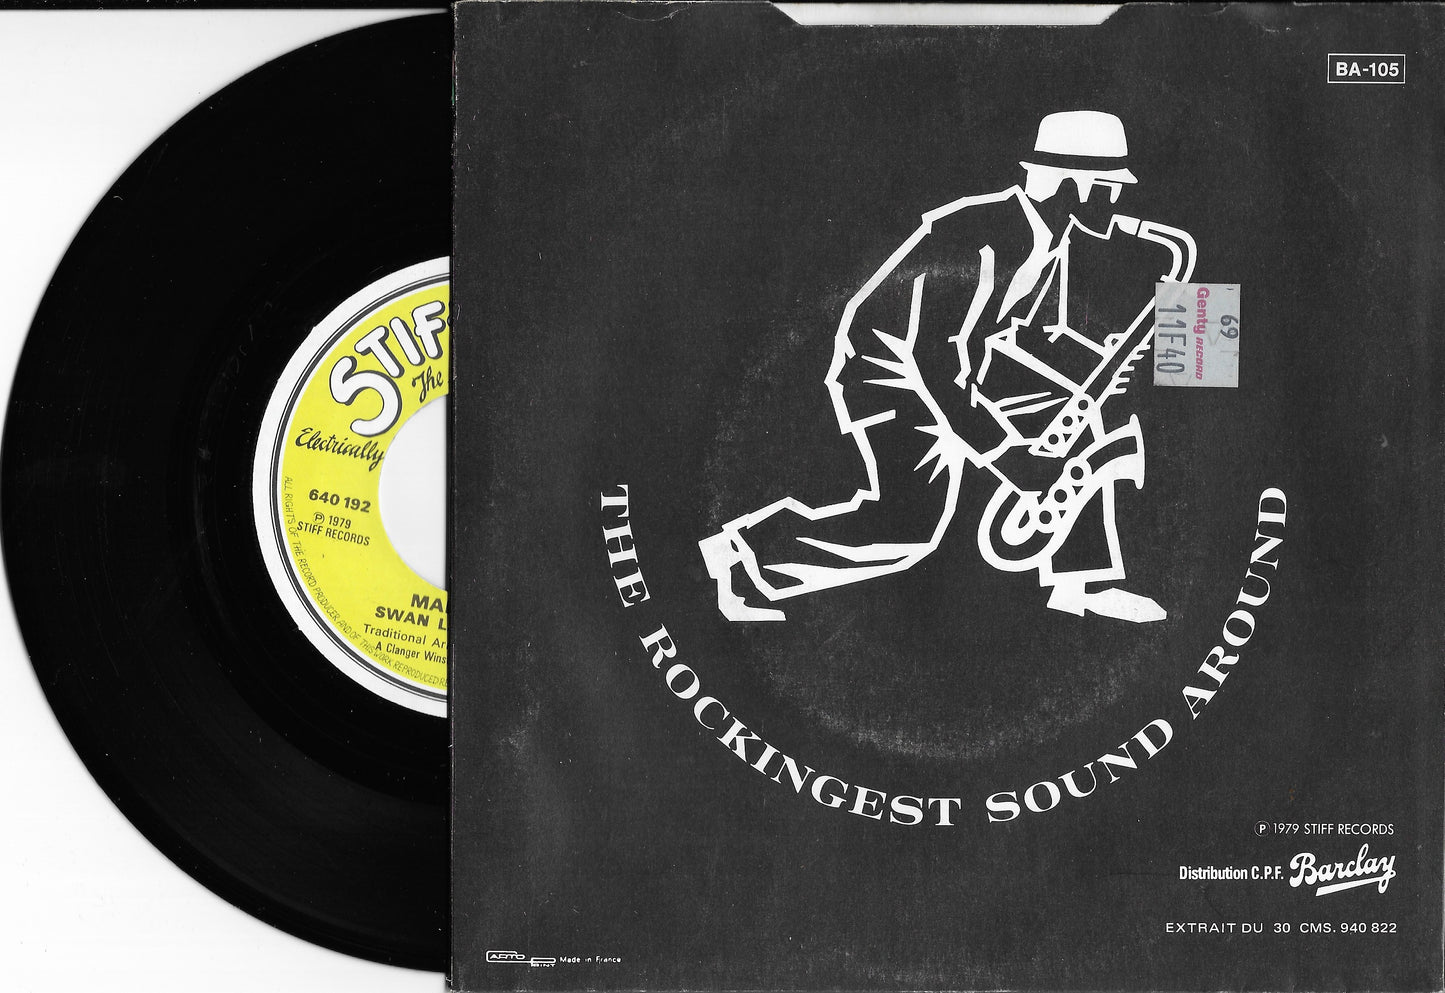 STIFF
The
Electrically
640 192
℗ 1979
STIFF RECORDS
MA
SWAN L
Traditional Ar
A Clanger Wins
ALL RIGHTS OF THE RECORD PRODUCER AND OF THIS WORK REPRODUCED RE
BA-105
Genty RECORD
69
11F40
THE ROCKINGEST SOUND AROUND
℗ 1979 STIFF RECORDS
Distribution C.P.F. Barclay
EXTRAIT DU 30 CMS. 940 822
Made in France